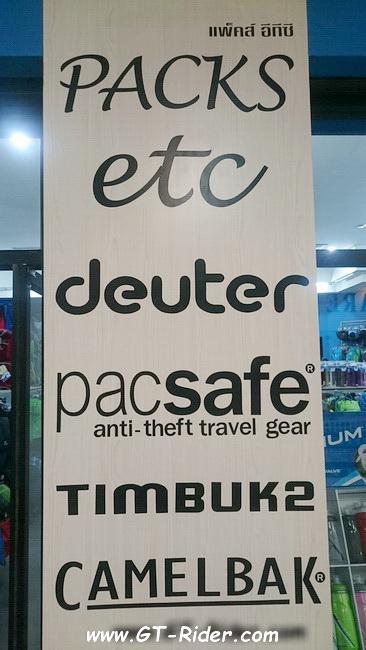 แพ็คส์ อีทีซี
PACKS
etc
deuter
pacsafe®
anti-theft travel gear
TIMBUK2
CAMELBAK®
www.GT-Rider.com